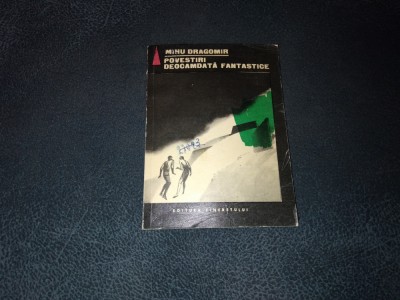 MIHU DRAGOMIR
POVESTIRI
DEOCAMDATĂ FANTASTICE
EDITURA TINERETULUI